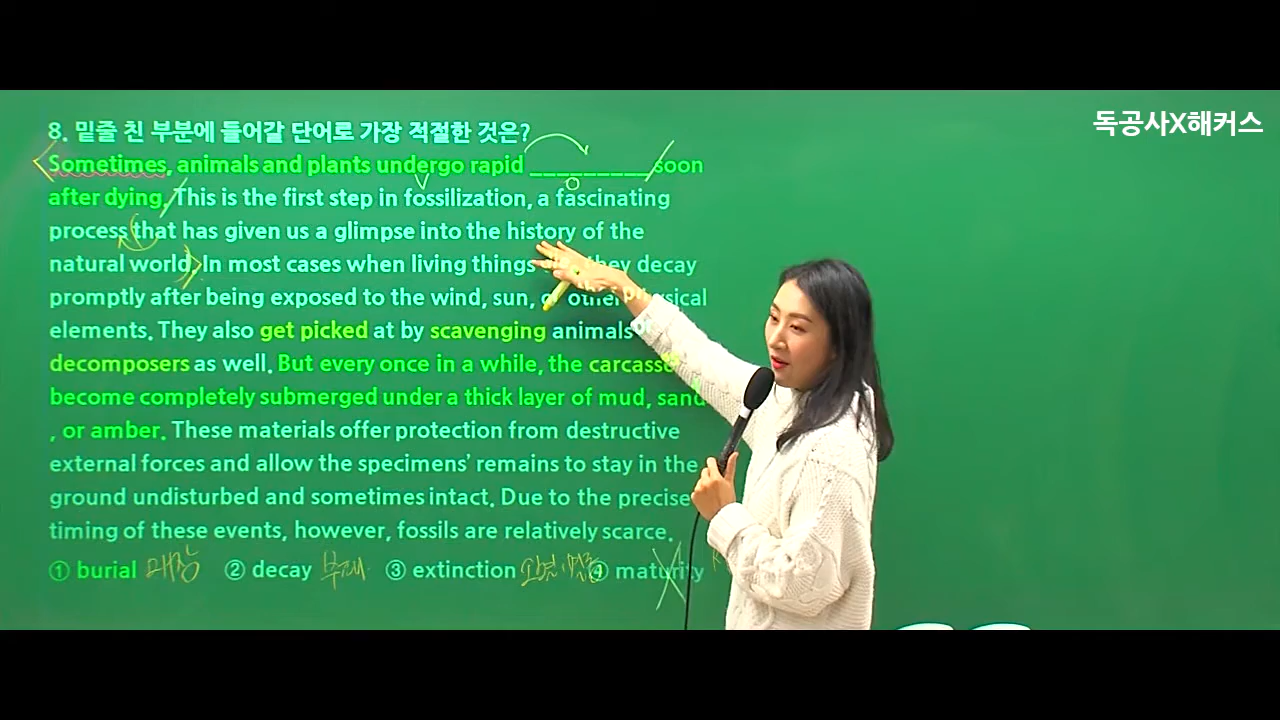 독공사X해커스
8. 밑줄 친 부분에 들어갈 단어로 가장 적절한 것은?
Sometimes, animals and plants undergo rapid __________ soon
after dying. This is the first step in fossilization, a fascinating
process that has given us a glimpse into the history of the
natural world. In most cases when living things they decay
promptly after being exposed to the wind, sun, or other physical
elements. They also get picked at by scavenging animals
decomposers as well. But every once in a while, the carcasse
become completely submerged under a thick layer of mud, sand
, or amber. These materials offer protection from destructive
external forces and allow the specimens' remains to stay in the
ground undisturbed and sometimes intact. Due to the precise
timing of these events, however, fossils are relatively scarce.
① burial 매장 ② decay 부패 ③ extinction ④ maturity